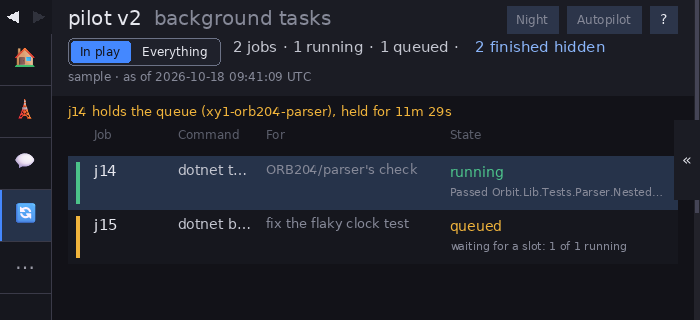 pilot v2 background tasks Night Autopilot ?
In play Everything 2 jobs · 1 running · 1 queued · 2 finished hidden
sample · as of 2026-10-18 09:41:09 UTC
j14 holds the queue (xy1-orb204-parser), held for 11m 29s
Job Command For State
j14 dotnet t... ORB204/parser's check running
Passed Orbit.Lib.Tests.Parser.Nested...
j15 dotnet b... fix the flaky clock test queued
waiting for a slot: 1 of 1 running